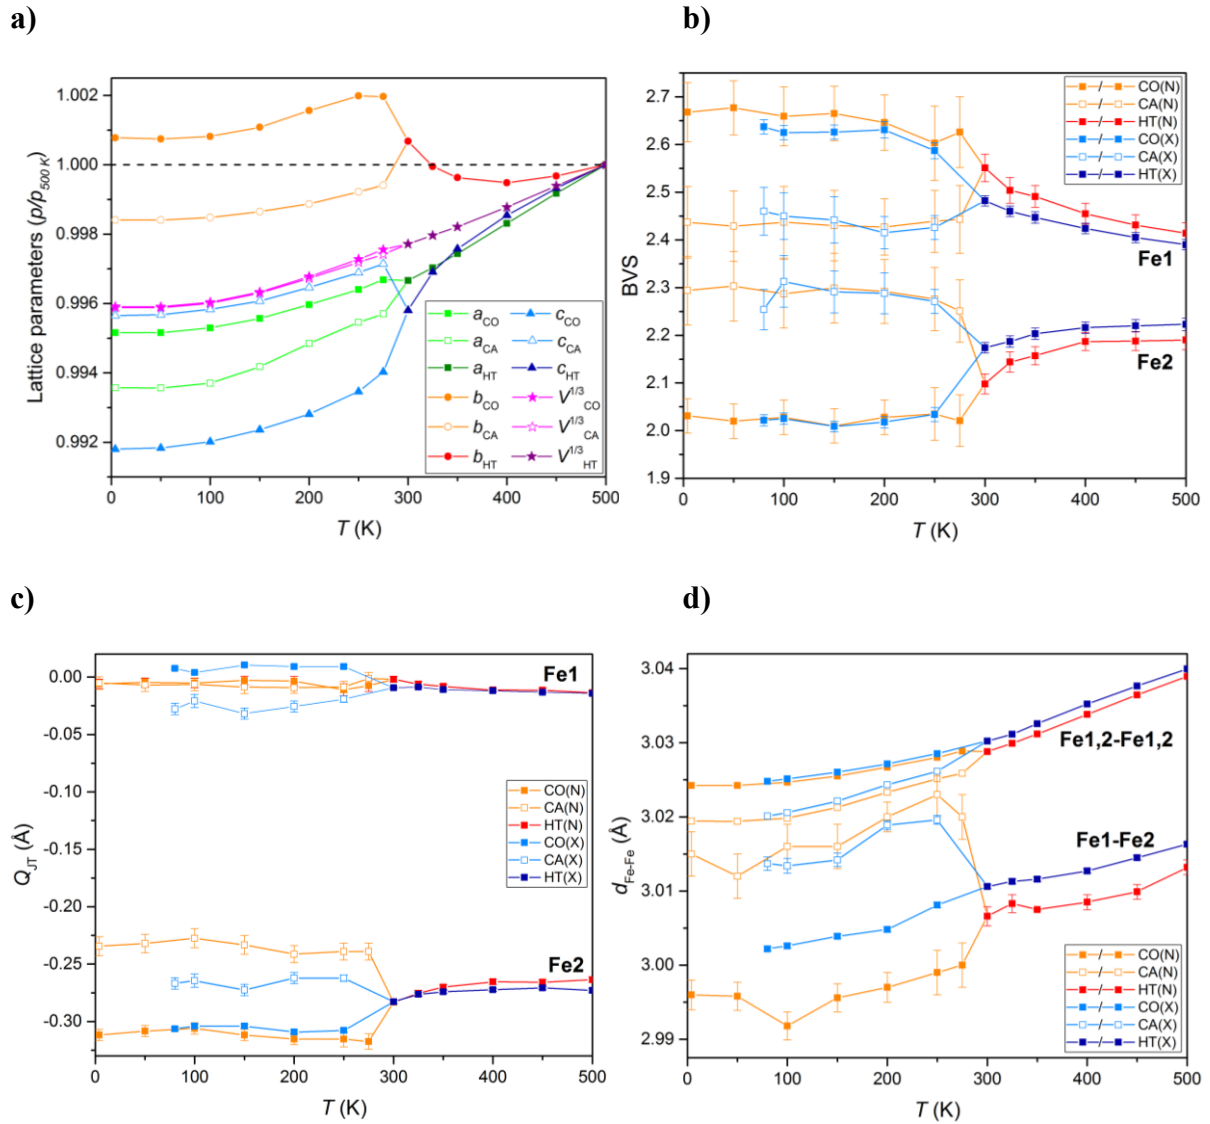 a)
1.002
1.000
0.998
0.996
0.994
0.992
0
100
200
300
400
500
Lattice parameters (p/p500 K)
T (K)
aCO
aCA
aHT
bCO
bCA
bHT
cCO
cCA
cHT
V1/3CO
V1/3CA
V1/3HT
b)
2.7
2.6
2.5
2.4
2.3
2.2
2.1
2.0
1.9
0
100
200
300
400
500
BVS
T (K)
/ CO(N)
/ CA(N)
/ HT(N)
/ CO(X)
/ CA(X)
/ HT(X)
Fe1
Fe2
c)
0.00
-0.05
-0.10
-0.15
-0.20
-0.25
-0.30
0
100
200
300
400
500
QJT (Å)
T (K)
Fe1
CO(N)
CA(N)
HT(N)
CO(X)
CA(X)
HT(X)
Fe2
d)
3.04
3.03
3.02
3.01
3.00
2.99
0
100
200
300
400
500
dFe-Fe (Å)
T (K)
Fe1,2-Fe1,2
Fe1-Fe2
/ CO(N)
/ CA(N)
/ HT(N)
/ CO(X)
/ CA(X)
/ HT(X)